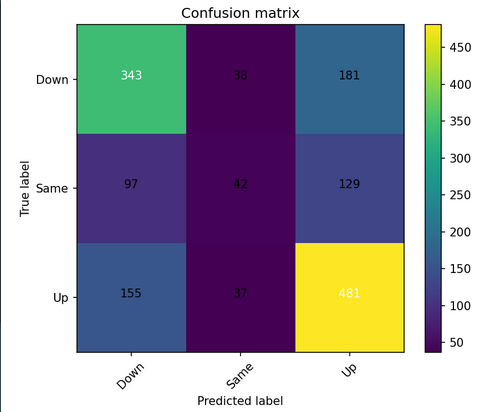 Confusion matrix
Down 343 38 181
Same 97 42 129
Up 155 37 481
Down Same Up
True label
Predicted label
450
400
350
300
250
200
150
100
50